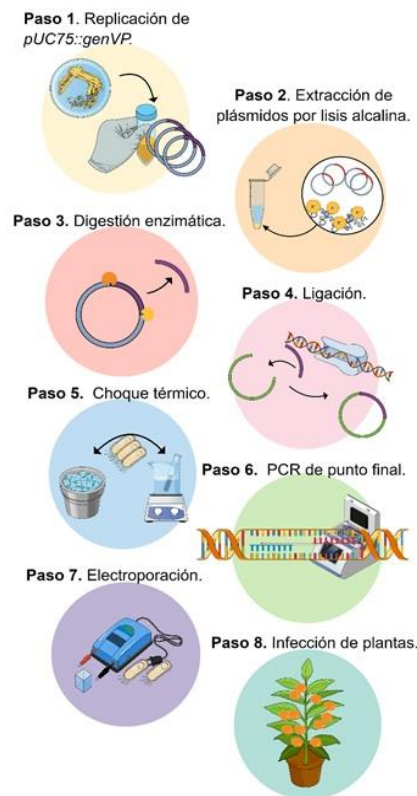 Paso 1. Replicación de
pUC75::genVP.
Paso 2. Extracción de
plásmidos por lisis alcalina.
Paso 3. Digestión enzimática.
Paso 4. Ligación.
Paso 5. Choque térmico.
Paso 6. PCR de punto final.
Paso 7. Electroporación.
Paso 8. Infección de plantas.